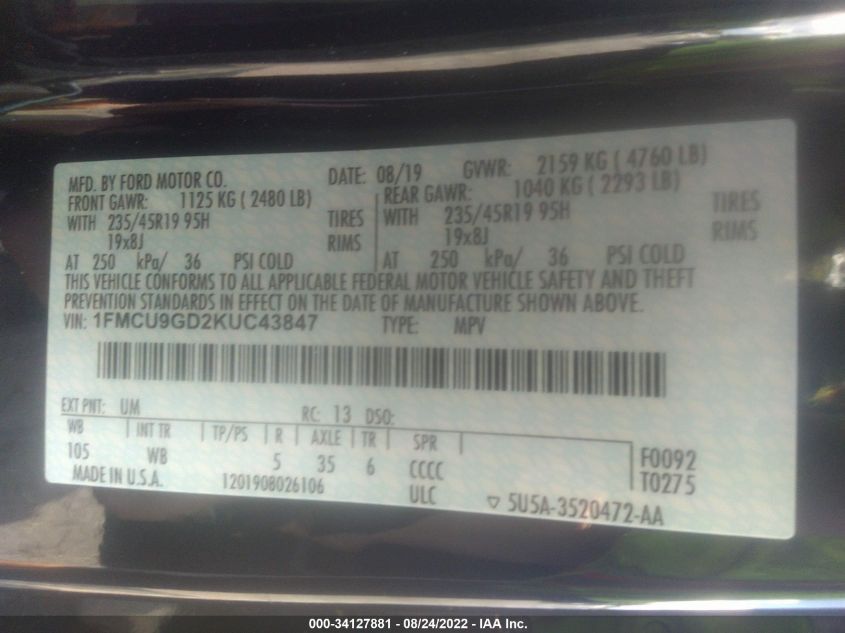 MFD. BY FORD MOTOR CO. DATE: 08/19 GVWR: 2159 KG ( 4760 LB)
FRONT GAWR: 1125 KG ( 2480 LB) REAR GAWR: 1040 KG ( 2293 LB)
WITH 235/45R19 95H TIRES WITH 235/45R19 95H TIRES
19x8J RIMS 19x8J RIMS
AT 250 kPa/ 36 PSI COLD AT 250 kPa/ 36 PSI COLD
THIS VEHICLE CONFORMS TO ALL APPLICABLE FEDERAL MOTOR VEHICLE SAFETY AND THEFT
PREVENTION STANDARDS IN EFFECT ON THE DATE OF MANUFACTURE SHOWN ABOVE.
VIN: 1FMCU9GD2KUC43847 TYPE: MPV
EXT PNT: UM RC: 13 DSO:
WB INT TR TP/PS R AXLE TR SPR
105 WB 5 35 6 CCCC F0092
MADE IN U.S.A. 1201908026106 ULC T0275
▽ 5U5A-3520472-AA
000-34127881 - 08/24/2022 - IAA Inc.